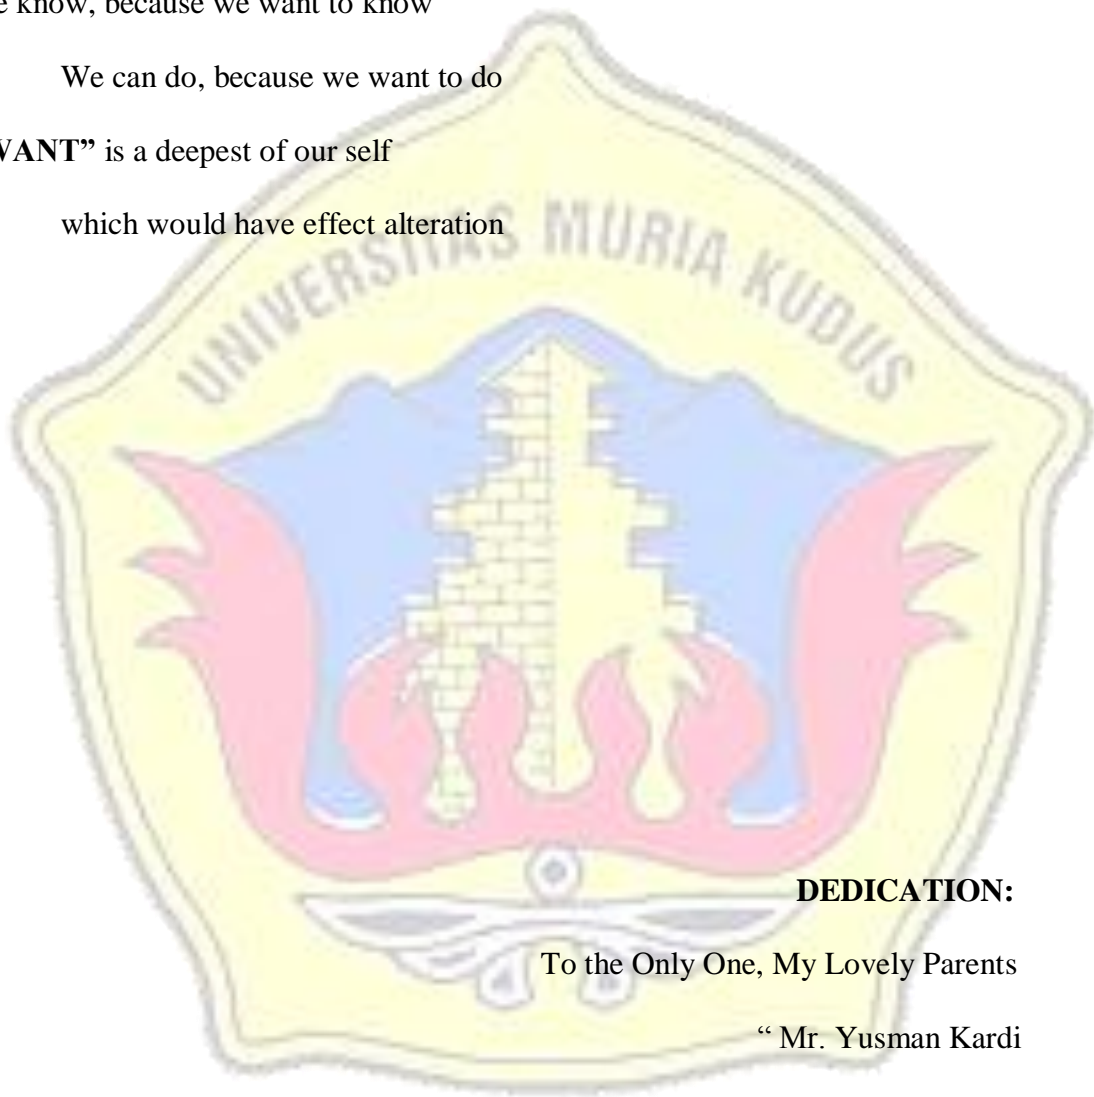 know, because we want to know
We can do, because we want to do
WANT” is a deepest of our self
which would have effect alteration
UNIVERSITAS MURIA KUDUS
DEDICATION:
To the Only One, My Lovely Parents
“ Mr. Yusman Kardi